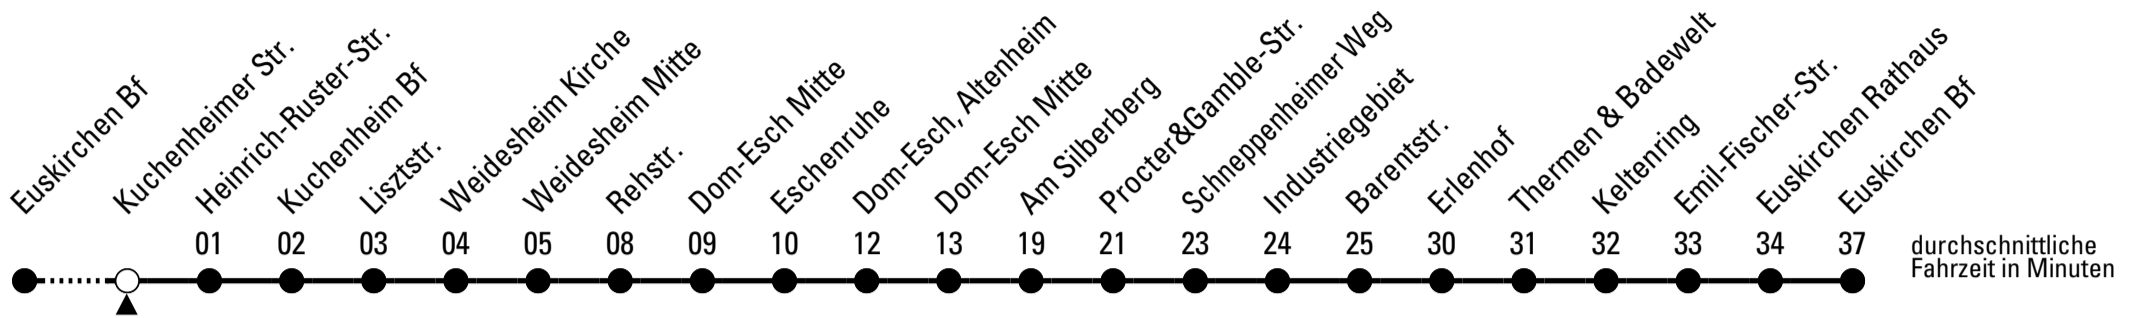 Euskirchen Bf
Kuchenheimer Str.
Heinrich-Ruster-Str.
Kuchenheim Bf
Lisztstr.
Weidesheim Kirche
Weidesheim Mitte
Rehstr.
Dom-Esch Mitte
Eschenruhe
Dom-Esch, Altenheim
Dom-Esch Mitte
Am Silberberg
Procter&Gamble-Str.
Schneppenheimer Weg
Industriegebiet
Barentstr.
Erlenhof
Thermen & Badewelt
Keltenring
Emil-Fischer-Str.
Euskirchen Rathaus
Euskirchen Bf
01 02 03 04 05 08 09 10 12 13 19 21 23 24 25 30 31 32 33 34 37
durchschnittliche
Fahrzeit in Minuten